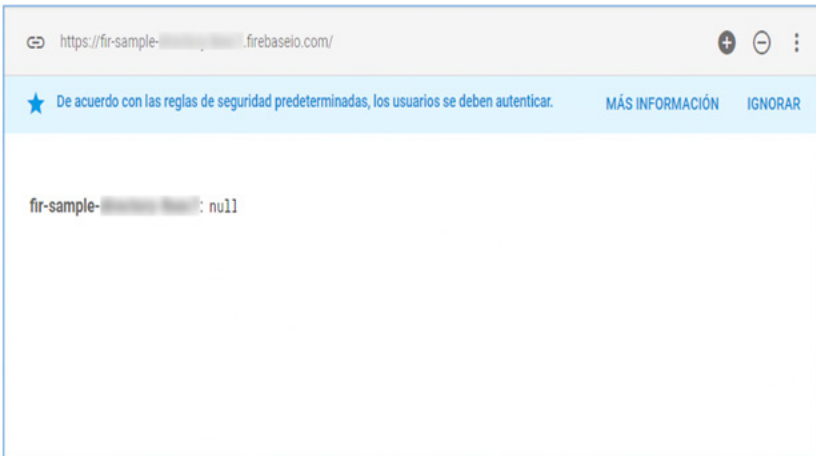 https://fir-sample- .firebaseio.com/
De acuerdo con las reglas de seguridad predeterminadas, los usuarios se deben autenticar. MÁS INFORMACIÓN IGNORAR
fir-sample- : null